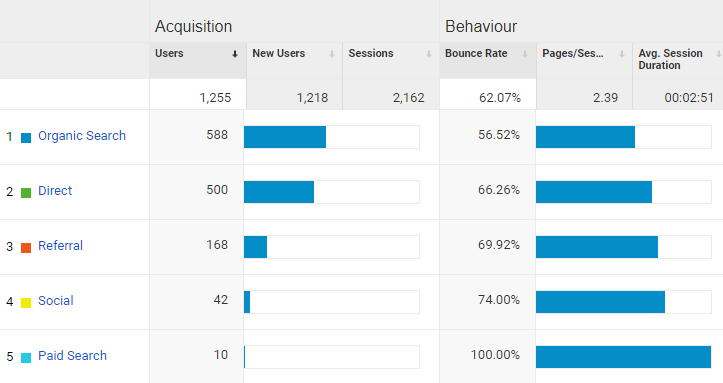 Acquisition Behaviour
Users New Users Sessions Bounce Rate Pages/Ses... Avg. Session
Duration
1,255 1,218 2,162 62.07% 2.39 00:02:51
1 Organic Search 588 56.52%
2 Direct 500 66.26%
3 Referral 168 69.92%
4 Social 42 74.00%
5 Paid Search 10 100.00%